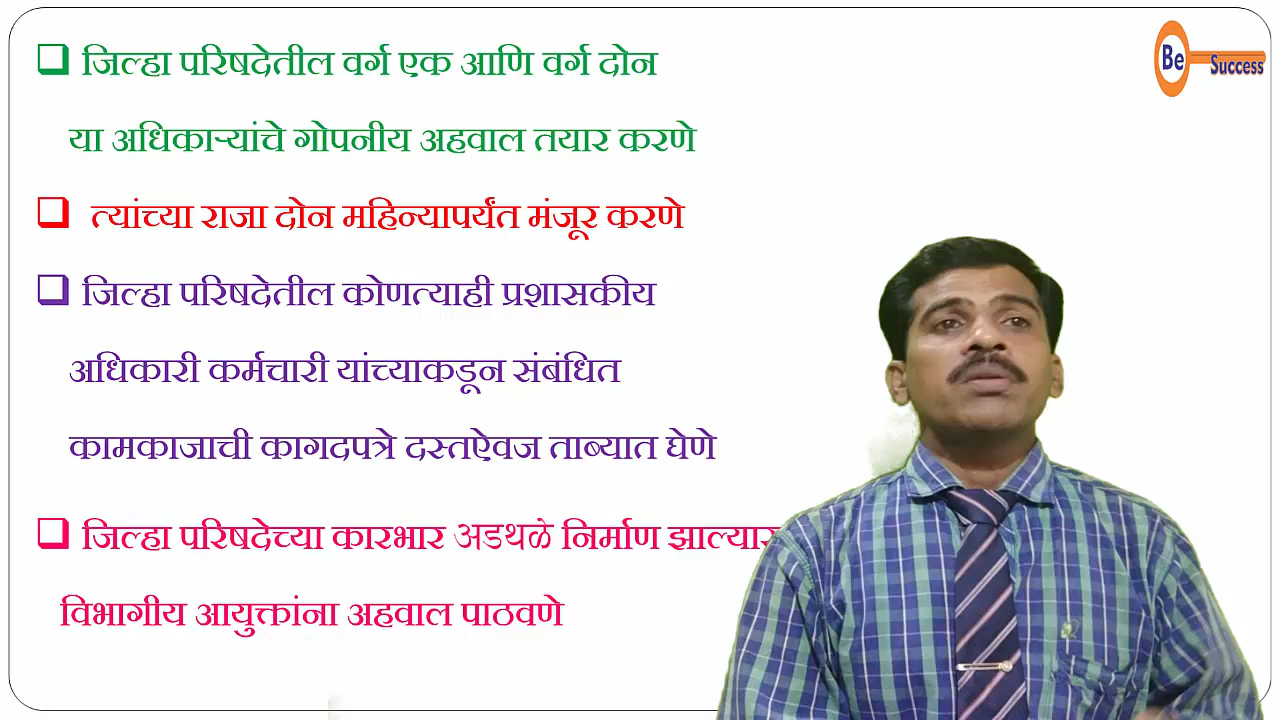 जिल्हा परिषदेतील वर्ग एक आणि वर्ग दोन
या अधिकाऱ्यांचे गोपनीय अहवाल तयार करणे
त्यांच्या राजा दोन महिन्यापर्यंत मंजूर करणे
जिल्हा परिषदेतील कोणत्याही प्रशासकीय
अधिकारी कर्मचारी यांच्याकडून संबंधित
कामकाजाची कागदपत्रे दस्तऐवज ताब्यात घेणे
जिल्हा परिषदेच्या कारभार अडथळे निर्माण झाल्यास
विभागीय आयुक्तांना अहवाल पाठवणे
Be
Success